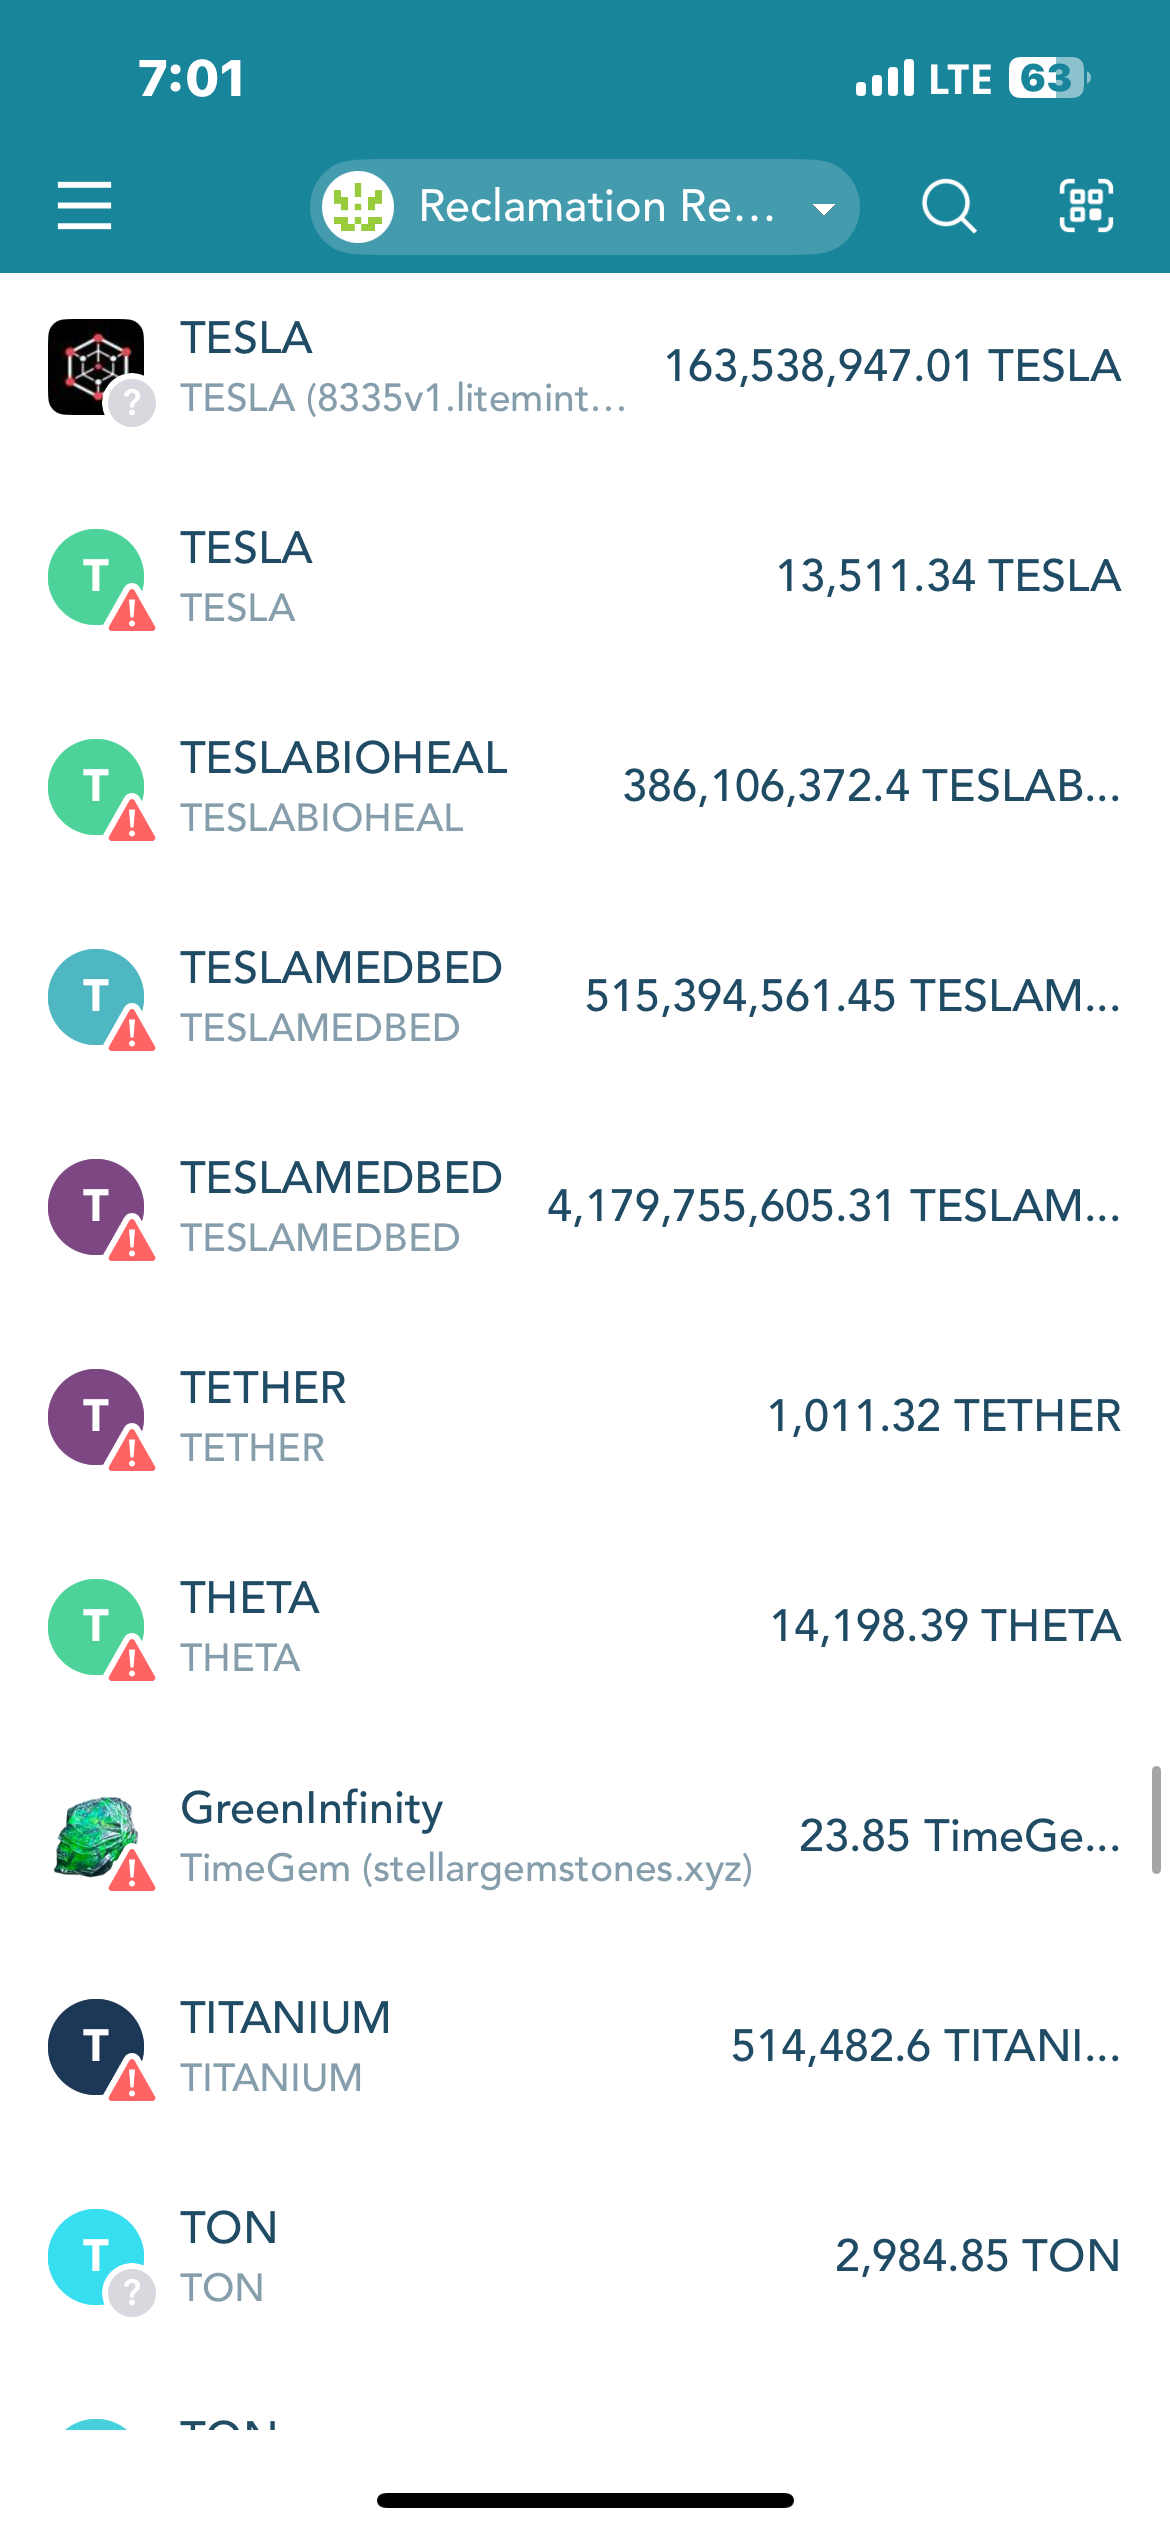 7:01
LTE 63
Reclamation Re...
TESLA
TESLA (8335v1.litemint...
163,538,947.01 TESLA
T
TESLA
TESLA
13,511.34 TESLA
T
TESLABIOHEAL
TESLABIOHEAL
386,106,372.4 TESLAB...
T
TESLAMEDBED
TESLAMEDBED
515,394,561.45 TESLAM...
T
TESLAMEDBED
TESLAMEDBED
4,179,755,605.31 TESLAM...
T
TETHER
TETHER
1,011.32 TETHER
T
THETA
THETA
14,198.39 THETA
GreenInfinity
TimeGem (stellargemstones.xyz)
23.85 TimeGe...
T
TITANIUM
TITANIUM
514,482.6 TITANI...
T
TON
TON
2,984.85 TON
TON